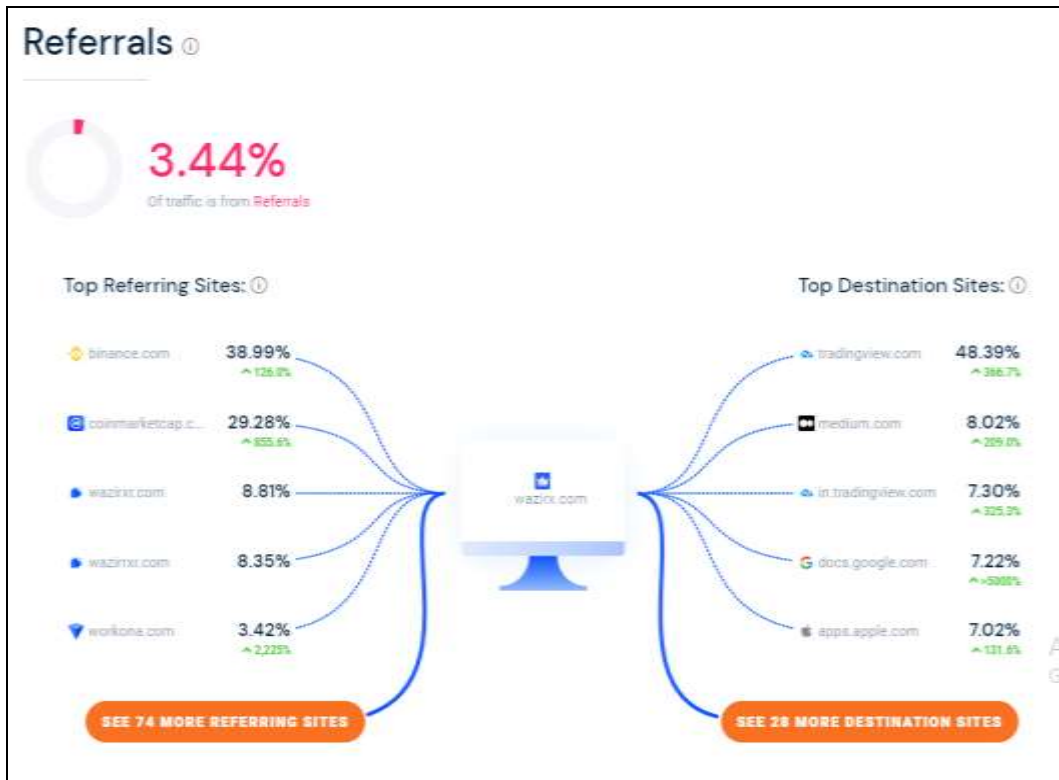 Referrals
3.44%
Of traffic is from Referrals
Top Referring Sites:
binance.com 38.99%
126.0%
coinmarketcap.c... 29.28%
855.6%
wazirxr.com 8.81%
8.35%
workona.com 3.42%
2,225%
SEE 74 MORE REFERRING SITES
wazirx.com
Top Destination Sites:
tradingview.com 48.39%
366.7%
medium.com 8.02%
209.0%
in.tradingview.com 7.30%
325.3%
docs.google.com 7.22%
>5000%
apps.apple.com 7.02%
131.6%
SEE 28 MORE DESTINATION SITES